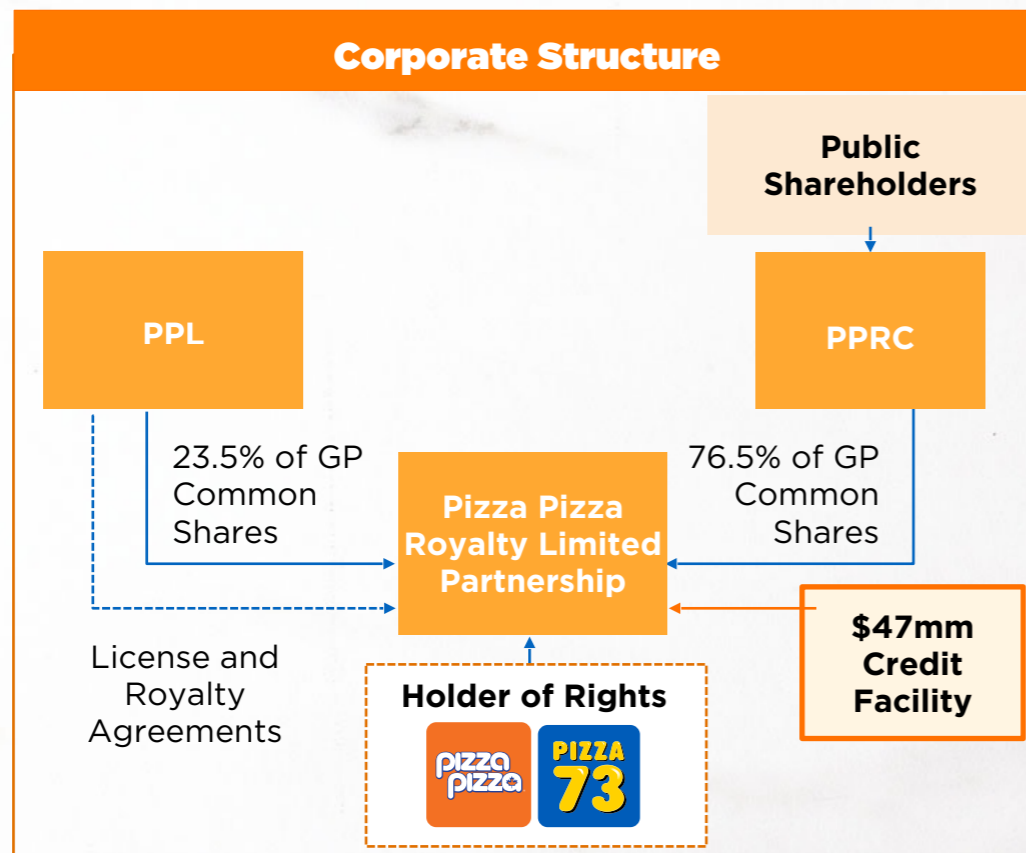 Corporate Structure
Public
Shareholders
PPL
PPRC
23.5% of GP
Common
Shares
76.5% of GP
Common
Shares
Pizza Pizza
Royalty Limited
Partnership
License and
Royalty
Agreements
$47mm
Credit
Facility
Holder of Rights
pizza
pizza
PIZZA
73